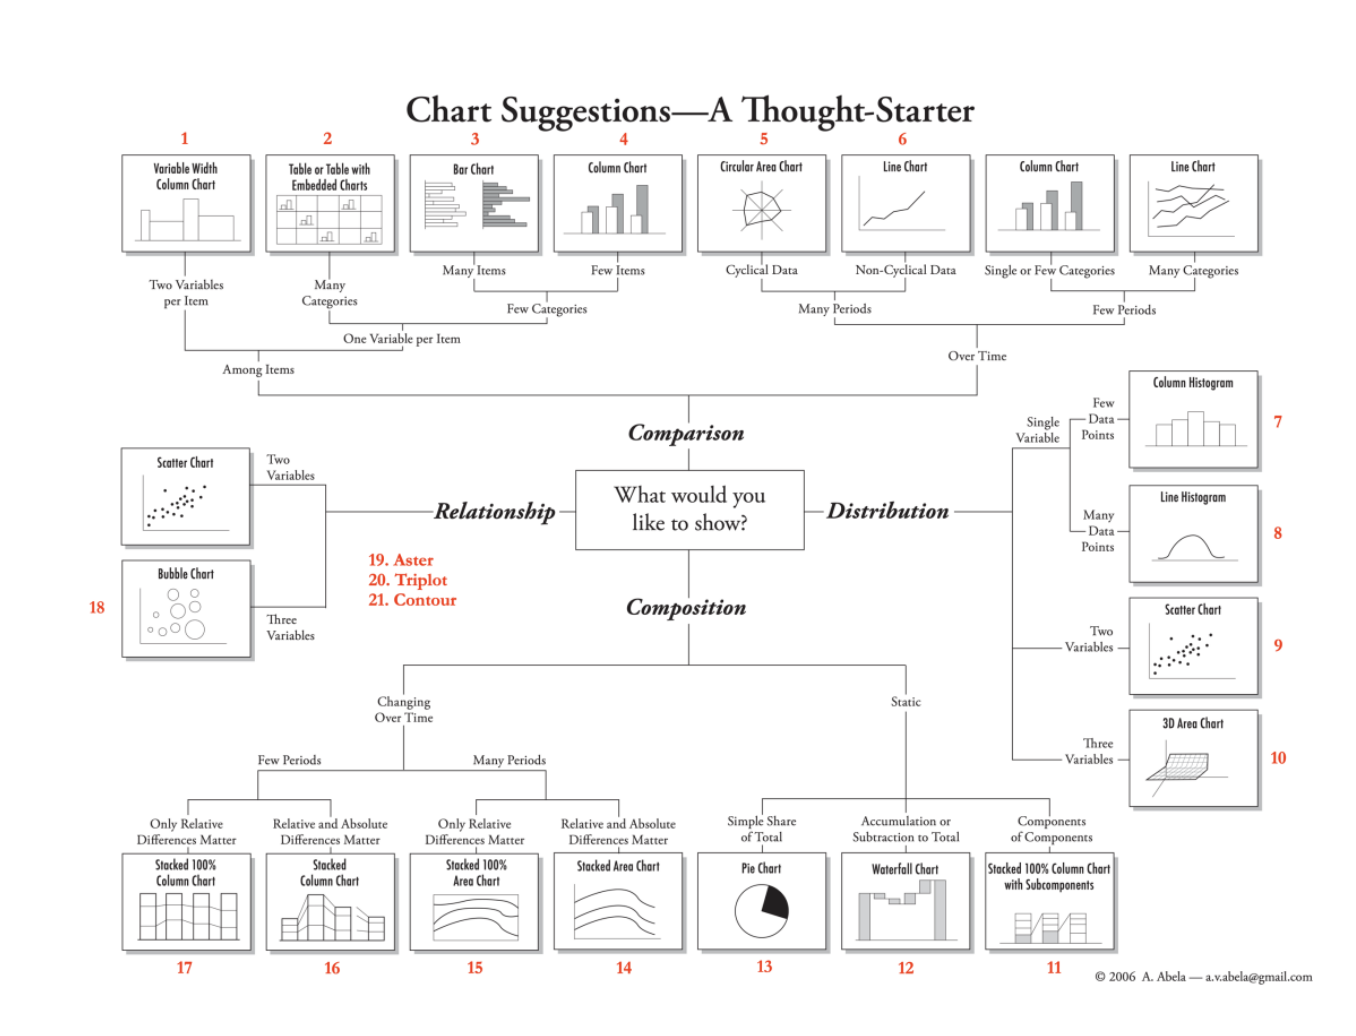 Chart Suggestions—A Thought-Starter
1
2
3
4
5
6
Variable Width
Column Chart
Table or Table with
Embedded Charts
Bar Chart
Column Chart
Circular Area Chart
Line Chart
Column Chart
Line Chart
Two Variables
per Item
Many
Categories
Many Items
Few Items
Cyclical Data
Non-Cyclical Data
Single or Few Categories
Many Categories
Few Categories
Many Periods
Few Periods
One Variable per Item
Over Time
Among Items
Comparison
What would you
like to show?
Relationship
Distribution
Composition
Scatter Chart
Two
Variables
Bubble Chart
18
Three
Variables
19. Aster
20. Triplot
21. Contour
Single
Variable
Few
Data
Points
Column Histogram
7
Many
Data
Points
Line Histogram
8
Two
Variables
Scatter Chart
9
Three
Variables
3D Area Chart
10
Changing
Over Time
Static
Few Periods
Many Periods
Only Relative
Differences Matter
Relative and Absolute
Differences Matter
Only Relative
Differences Matter
Relative and Absolute
Differences Matter
Simple Share
of Total
Accumulation or
Subtraction to Total
Components
of Components
Stacked 100%
Column Chart
Stacked
Column Chart
Stacked 100%
Area Chart
Stacked Area Chart
Pie Chart
Waterfall Chart
Stacked 100% Column Chart
with Subcomponents
17
16
15
14
13
12
11
© 2006 A. Abela — a.v.abela@gmail.com